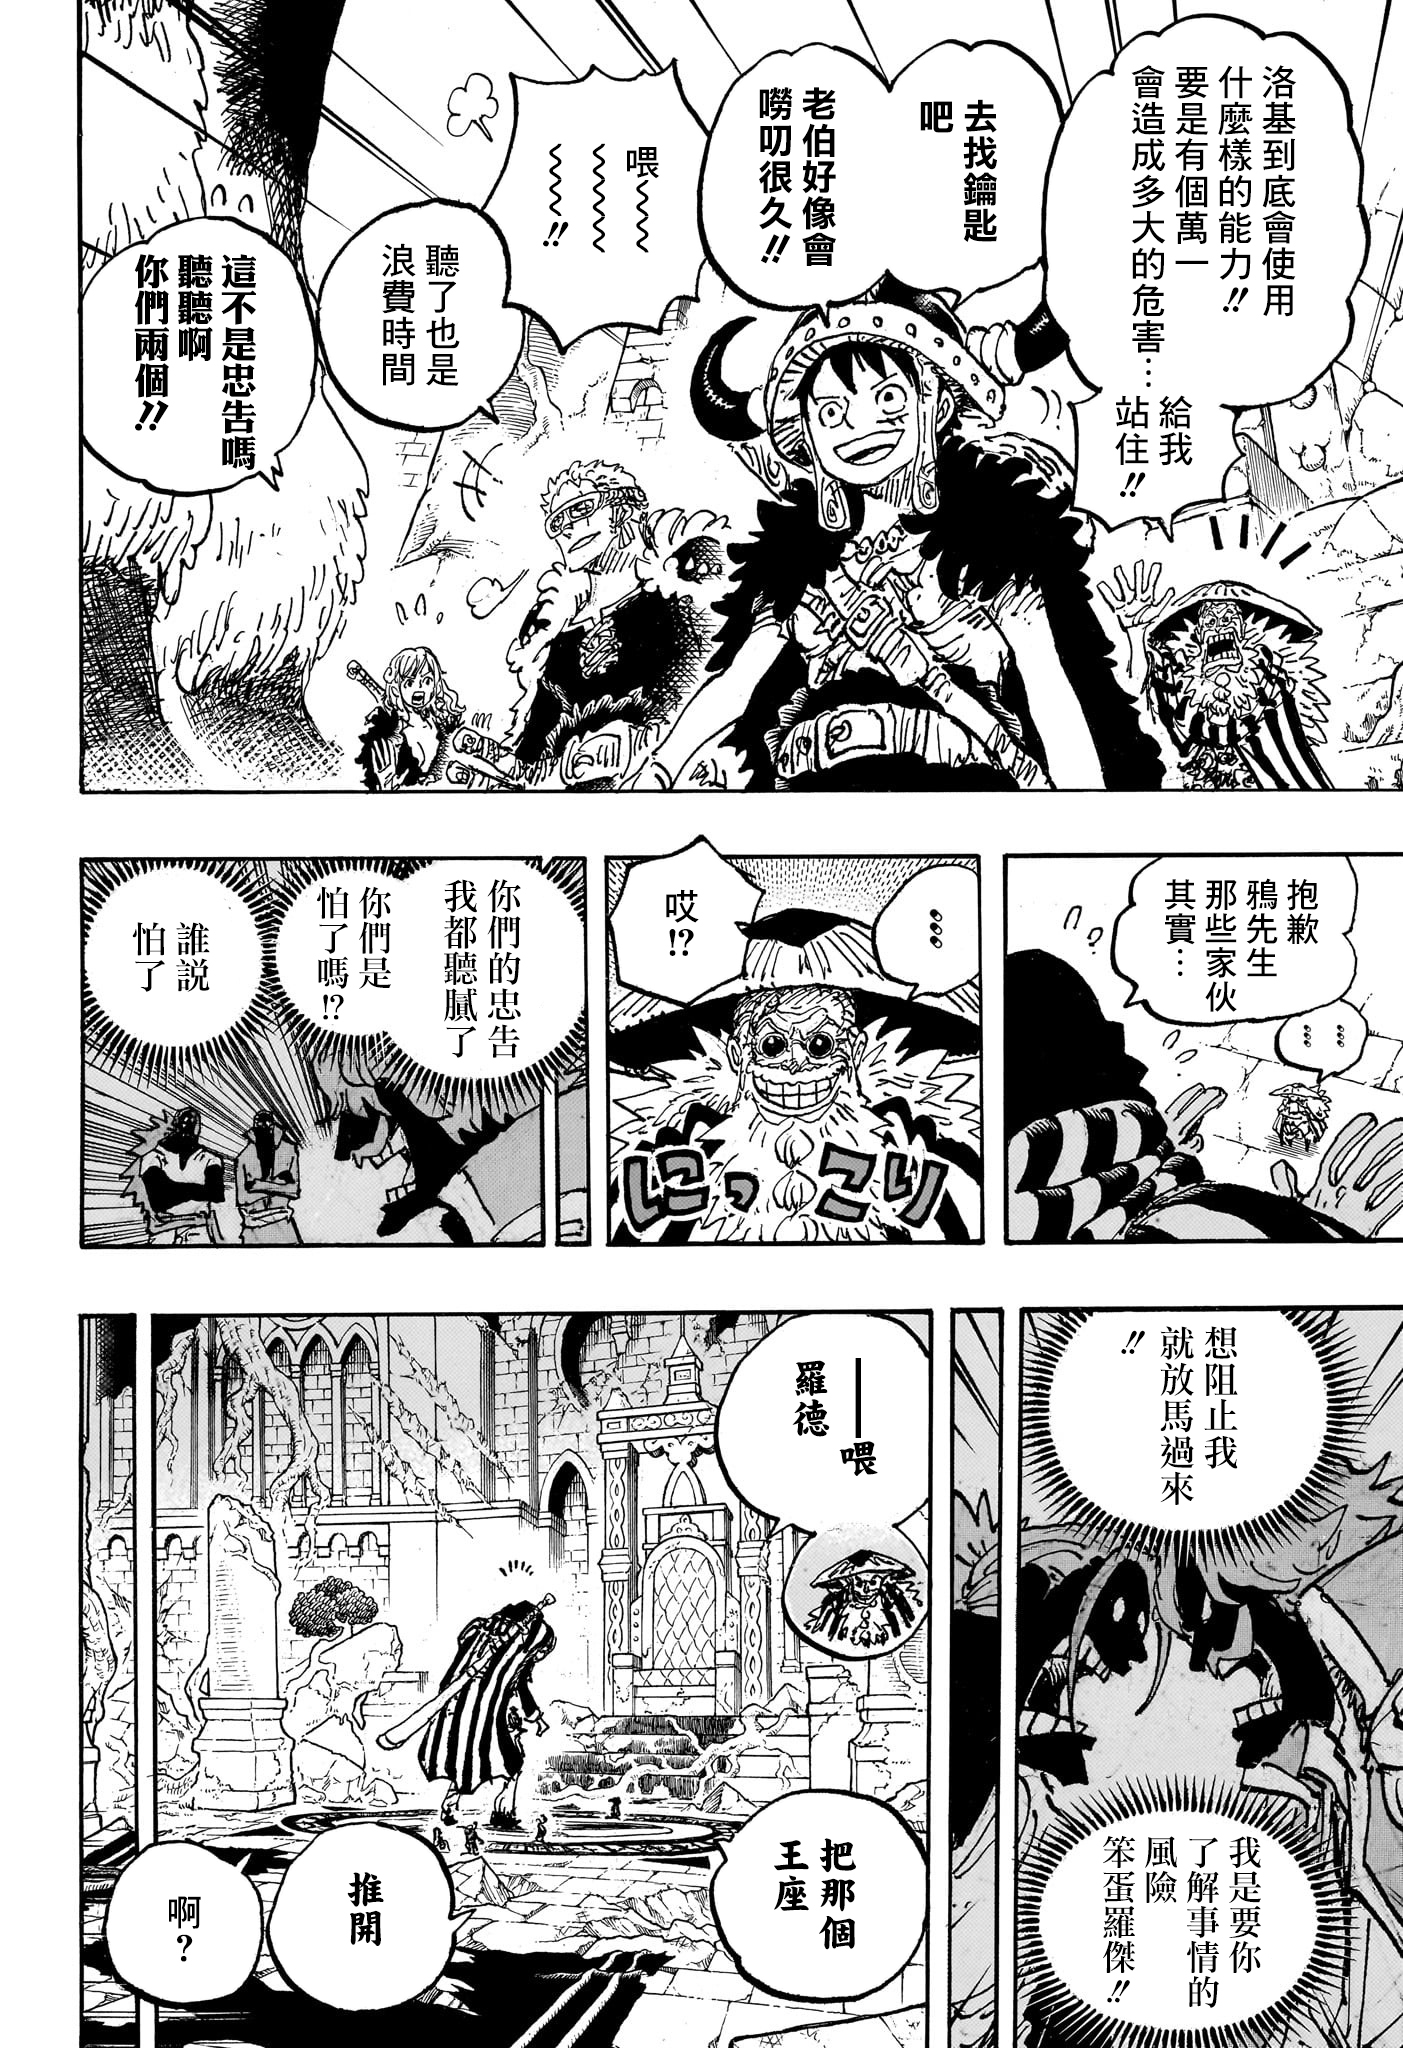 洛基到底會使用
什麼樣的能力!!
要是有個萬一
會造成多大的危害…
給我
站住!!
去找鑰匙
吧
老伯好像會
嘮叨很久!!
喂~~~
~~~~
~~~~!!
聽了也是
浪費時間
這不是忠告嗎
聽聽啊
你們兩個!!
抱歉
鴉先生
那些家伙
其實…
……
…
哎!?
にっこり
你們的忠告
我都聽膩了
你們是
怕了嗎!?
誰説
怕了
想阻止我
就放馬過來
!!
我是要你
了解事情的
風險
笨蛋羅傑!!
——喂
羅德
把那個
王座
推開
啊?